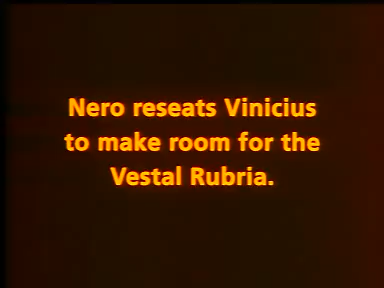 Nero reseats Vinicius
to make room for the
Vestal Rubria.